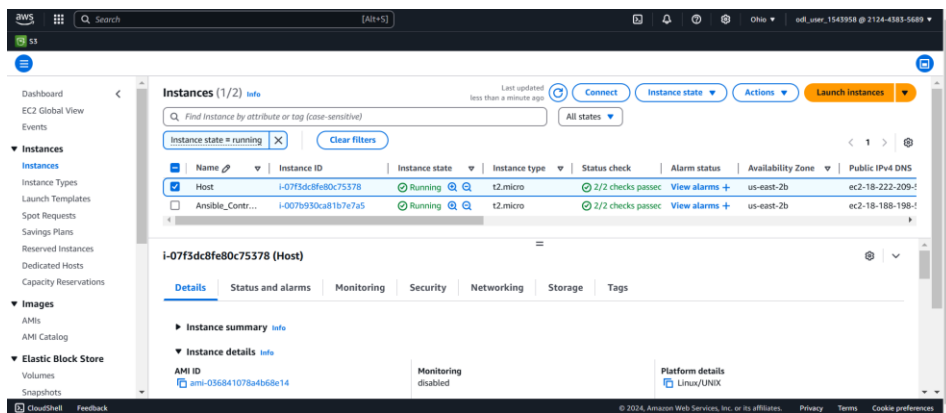 aws Search [Alt+S] Ohio odl_user_1543958 @ 2124-4383-5689
S3
Dashboard
EC2 Global View
Events
Instances
Instances
Instance Types
Launch Templates
Spot Requests
Savings Plans
Reserved Instances
Dedicated Hosts
Capacity Reservations
Images
AMIs
AMI Catalog
Elastic Block Store
Volumes
Snapshots
Instances (1/2) Info
Last updated
less than a minute ago
Connect Instance state Actions Launch instances
Find Instance by attribute or tag (case-sensitive) All states
Instance state = running Clear filters
1
Name Instance ID Instance state Instance type Status check Alarm status Availability Zone Public IPv4 DNS
Host i-07f3dc8fe80c75378 Running t2.micro 2/2 checks passec View alarms + us-east-2b ec2-18-222-209-5
Ansible_Contr... i-007b930ca81b7e7a5 Running t2.micro 2/2 checks passec View alarms + us-east-2b ec2-18-188-198-5
i-07f3dc8fe80c75378 (Host)
Details Status and alarms Monitoring Security Networking Storage Tags
Instance summary Info
Instance details Info
AMI ID Monitoring Platform details
ami-036841078a4b68e14 disabled Linux/UNIX
CloudShell Feedback © 2024, Amazon Web Services, Inc. or its affiliates. Privacy Terms Cookie preferences